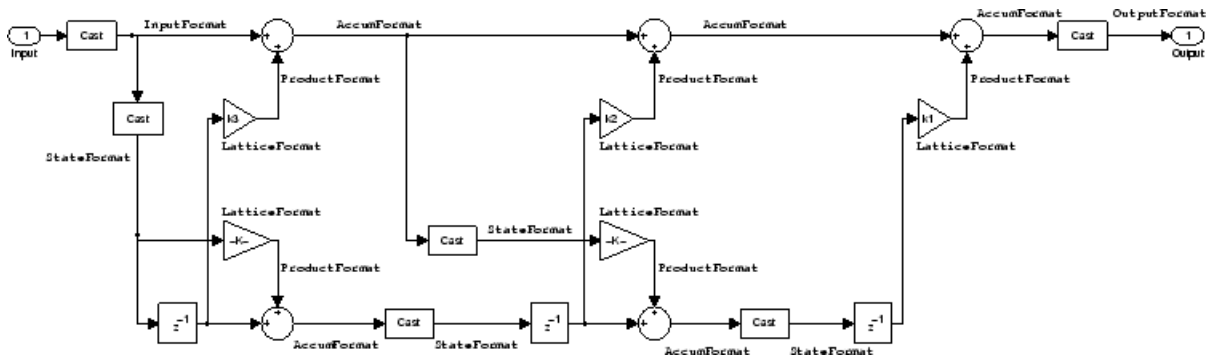 InputFormat
AccumFormat
AccumFormat
AccumFormat
OutputFormat
1
Cast
Cast
1
Input
Output
ProductFormat
ProductFormat
ProductFormat
Cast
k3
k2
k1
LatticeFormat
LatticeFormat
LatticeFormat
StateFormat
LatticeFormat
LatticeFormat
-K-
Cast
StateFormat
-K-
ProductFormat
ProductFormat
z-1
Cast
z-1
Cast
z-1
AccumFormat
StateFormat
AccumFormat
StateFormat